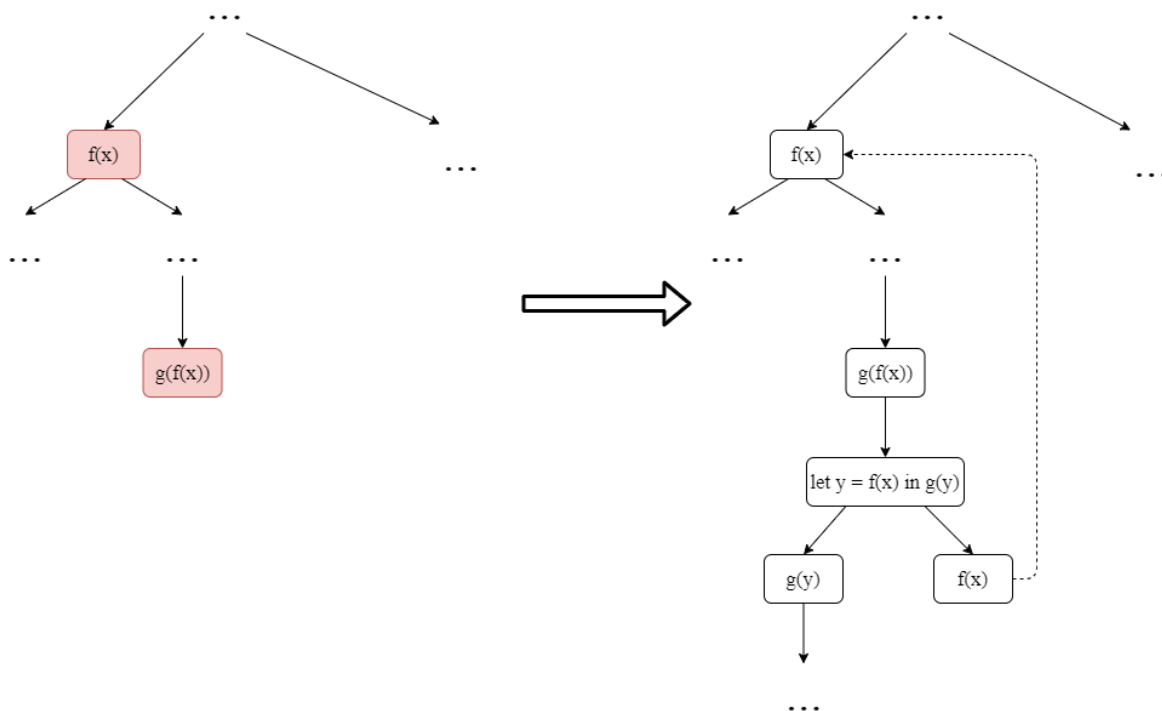 ...
...
f(x)
...
...
...
g(f(x))
...
f(x)
...
...
...
g(f(x))
let y = f(x) in g(y)
g(y)
f(x)
...